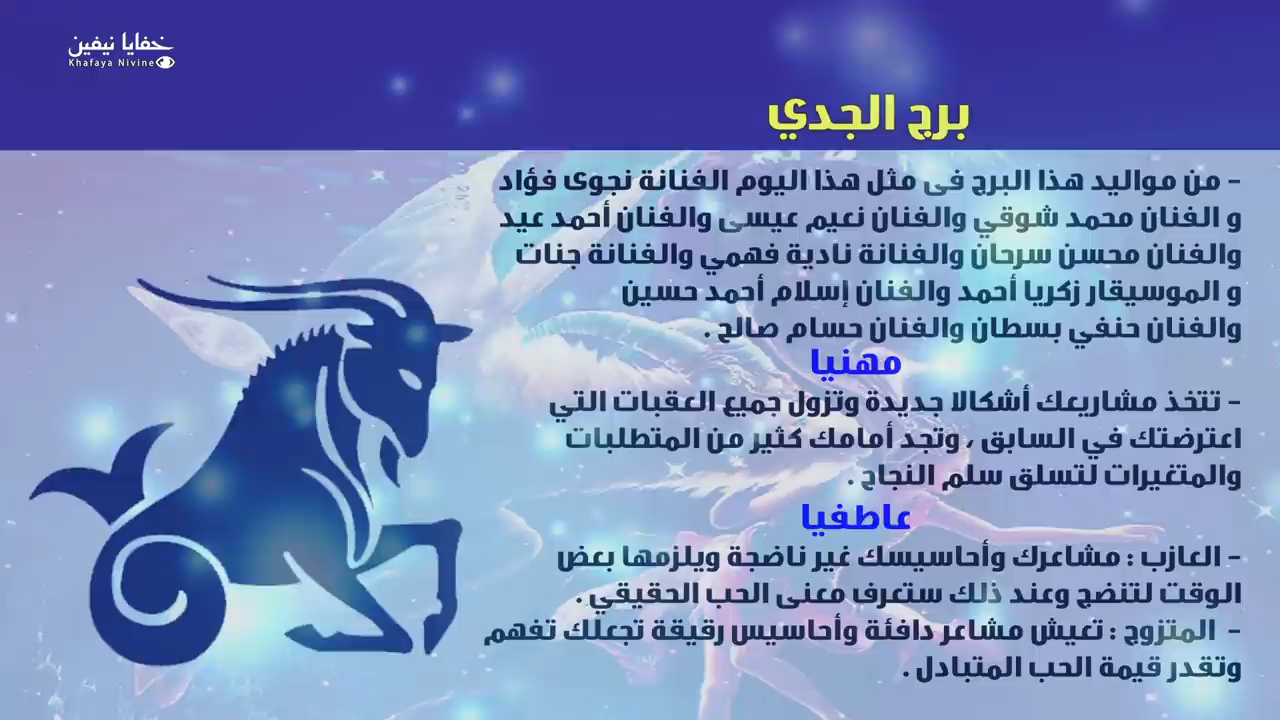 خفايا نيفين
Khafaya Nivine
برج الجدي
- من مواليد هذا البرج فى مثل هذا اليوم الفنانة نجوى فؤاد
و الفنان محمد شوقي والفنان نعيم عيسى والفنان أحمد عيد
والفنان محسن سرحان والفنانة نادية فهمي والفنانة جنات
و الموسيقار زكريا أحمد والفنان إسلام أحمد حسين
والفنان حنفي بسطان والفنان حسام صالح .
مهنيا
- تتخذ مشاريعك أشكالا جديدة وتزول جميع العقبات التي
اعترضتك في السابق ، وتجد أمامك كثير من المتطلبات
والمتغيرات لتسلق سلم النجاح .
عاطفيا
- العازب : مشاعرك وأحاسيسك غير ناضجة ويلزمها بعض
الوقت لتنضج وعند ذلك ستعرف معنى الحب الحقيقي .
- المتزوج : تعيش مشاعر دافئة وأحاسيس رقيقة تجعلك تفهم
وتقدر قيمة الحب المتبادل .